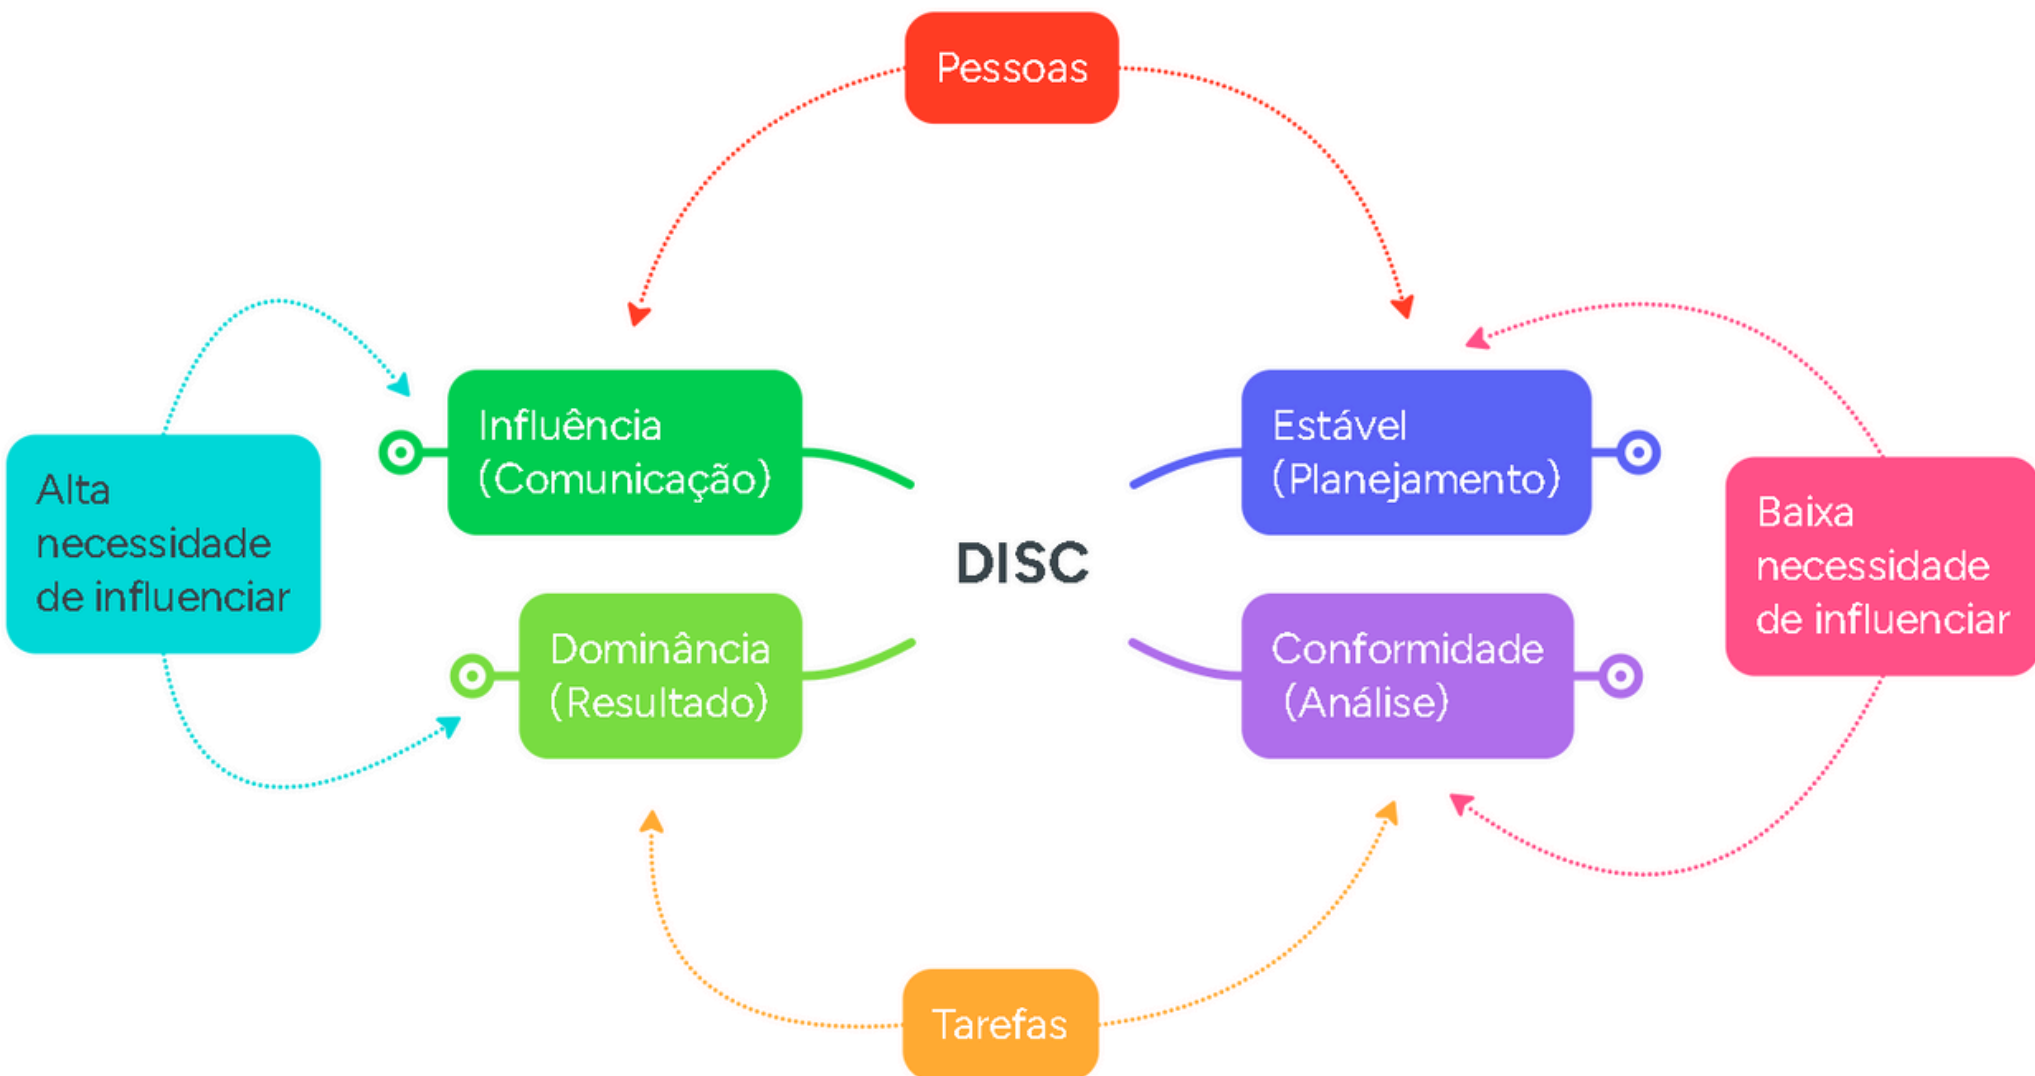 Pessoas
Influência
(Comunicação)
Estável
(Planejamento)
Alta
necessidade
de influenciar
DISC
Baixa
necessidade
de influenciar
Dominância
(Resultado)
Conformidade
(Análise)
Tarefas